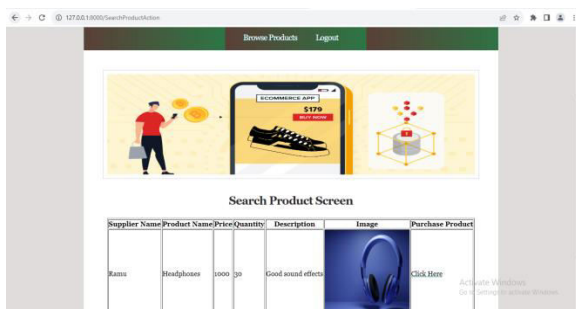 127.0.0.1:8000/SearchProductAction
Browse Products Logout
ECOMMERCE APP
$179
BUY NOW
Search Product Screen
Supplier Name Product Name Price Quantity Description Image Purchase Product
Ramu Headphones 1000 30 Good sound effects Click Here
Activate Windows
Go to Settings to activate Windows.